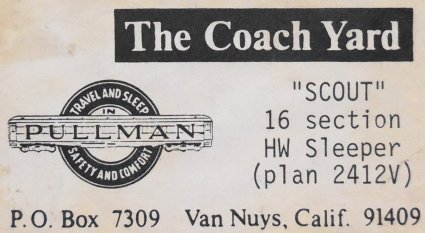 The Coach Yard
TRAVEL AND SLEEP
IN
PULLMAN
SAFETY AND COMFORT
"SCOUT"
16 section
HW Sleeper
(plan 2412V)
P.O. Box 7309 Van Nuys, Calif. 91409